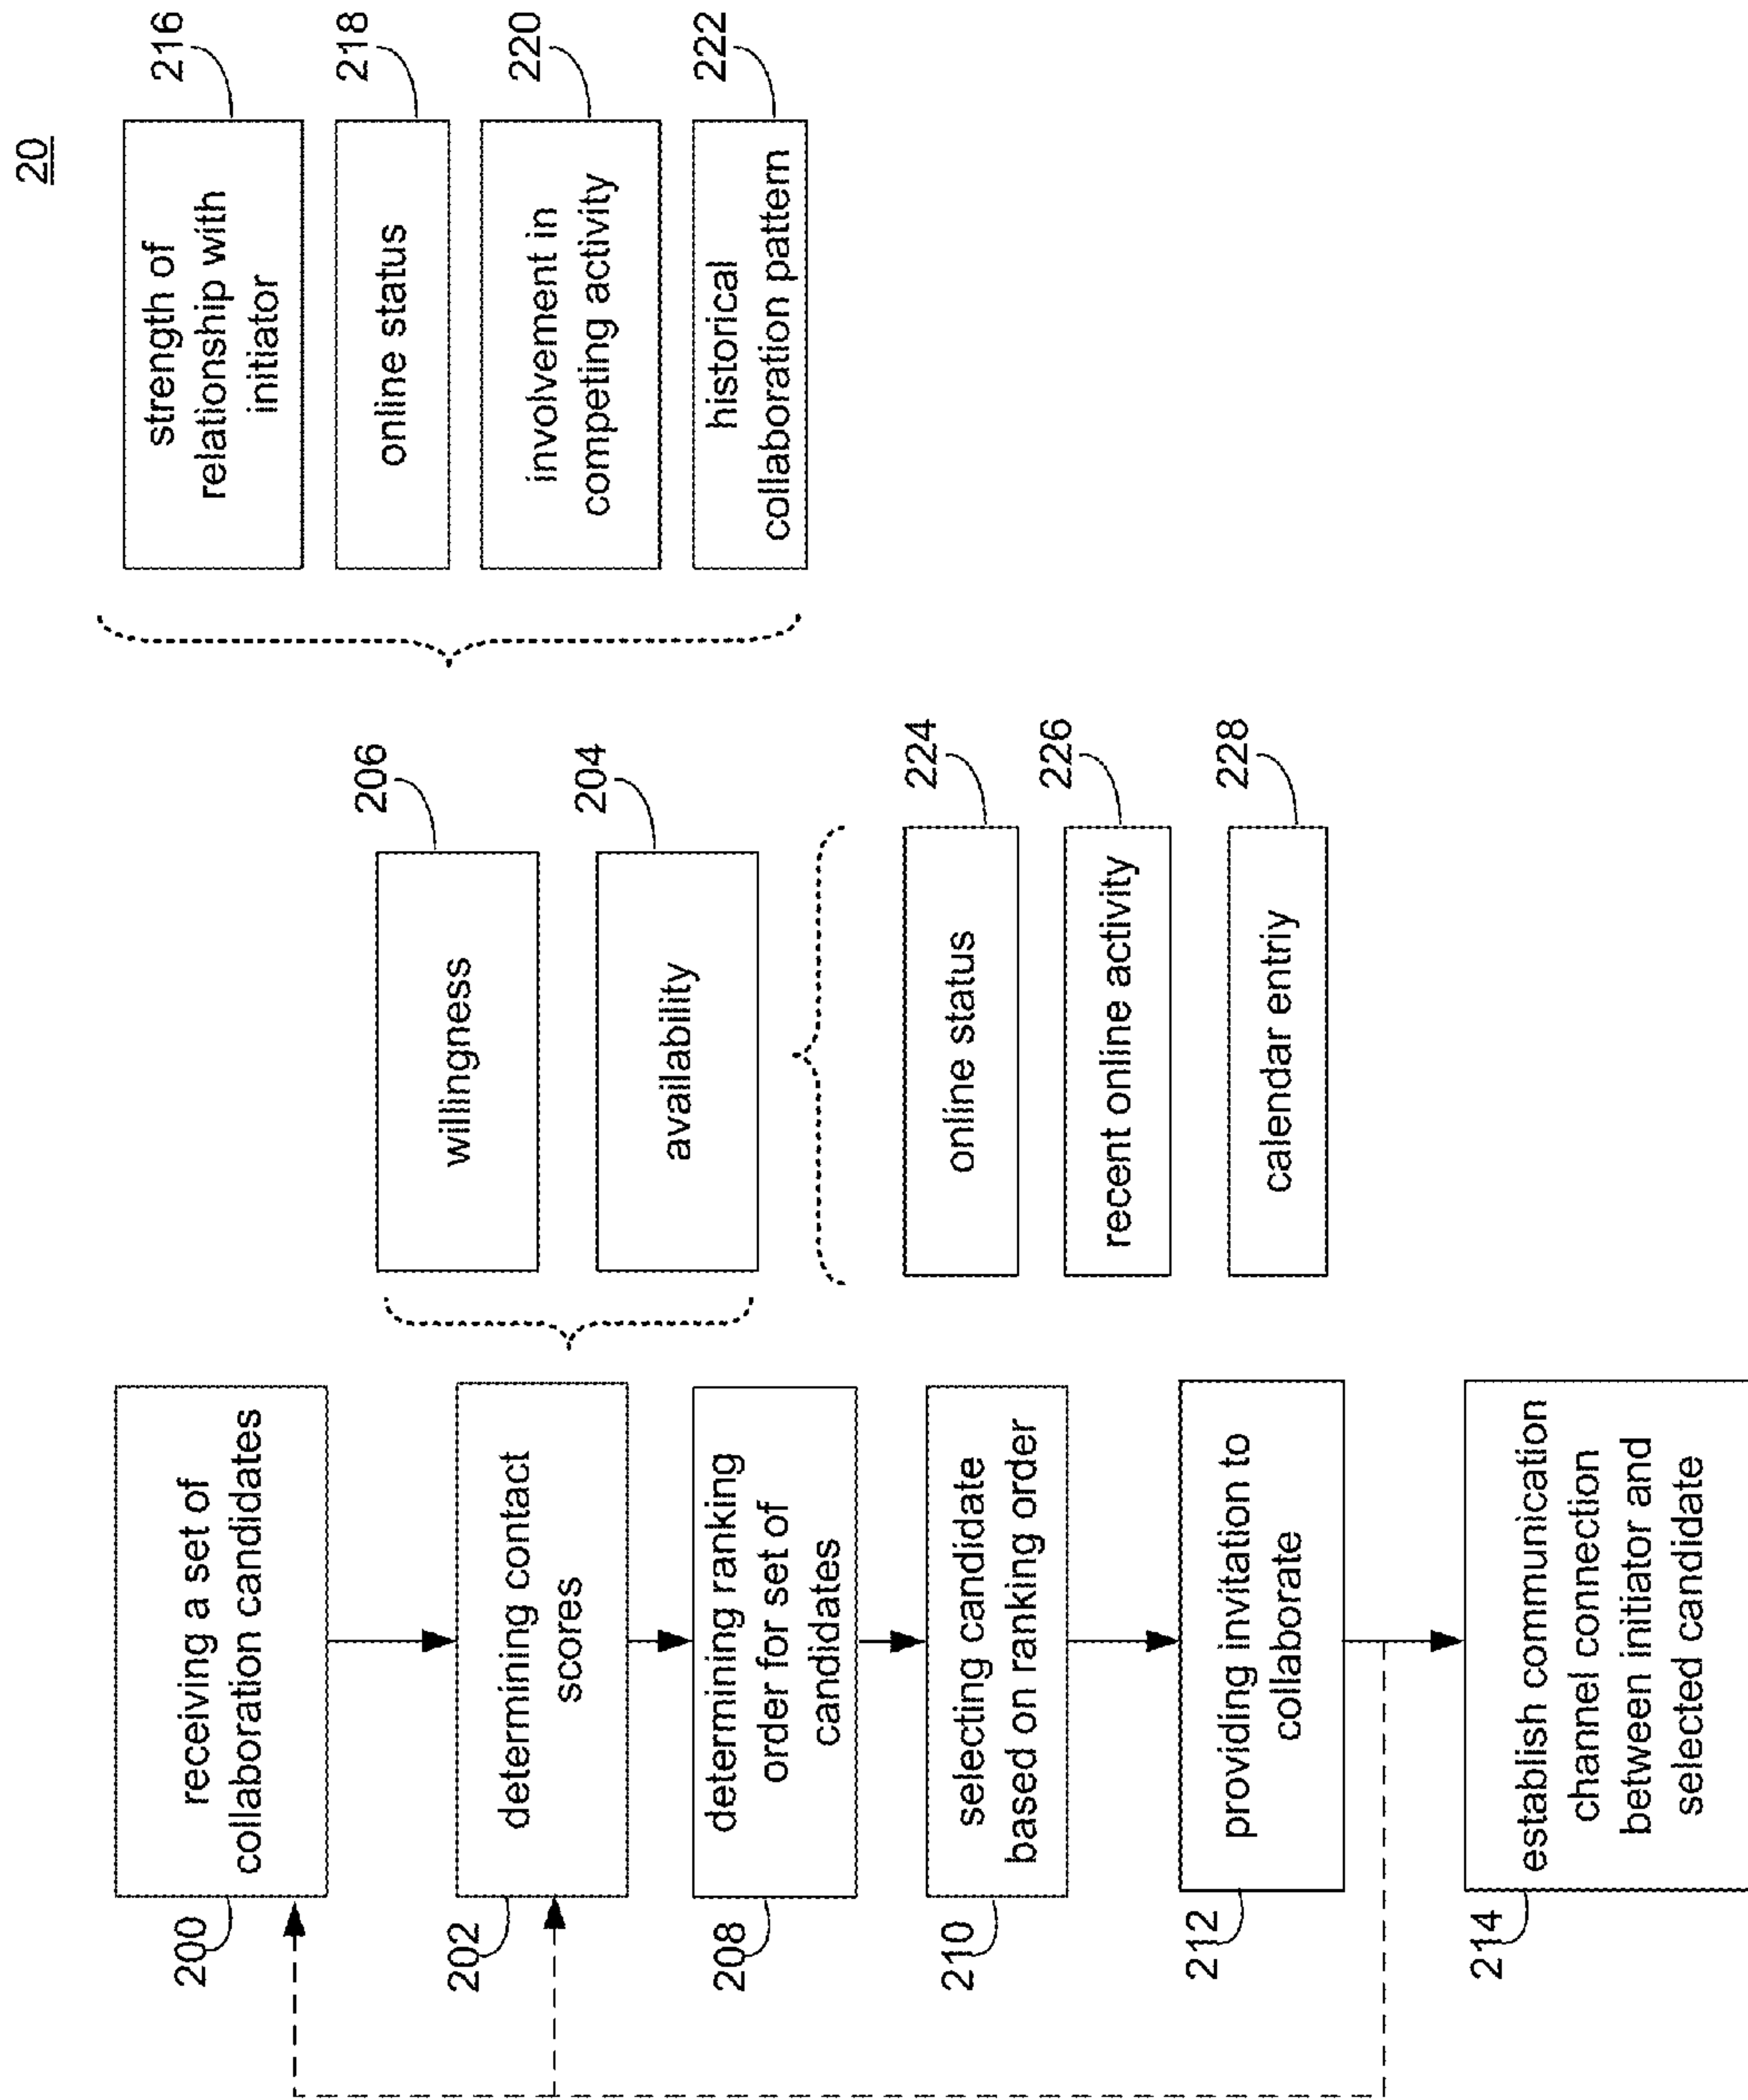 20
receiving a set of
collaboration candidates
200
determining contact
scores
202
determining ranking
order for set of
candidates
208
selecting candidate
based on ranking order
210
providing invitation to
collaborate
212
establish communication
channel connection
between initiator and
selected candidate
214
willingness
206
availability
204
strength of
relationship with
initiator
216
online status
218
involvement in
competing activity
220
historical
collaboration pattern
222
online status
224
recent online activity
226
calendar entriy
228